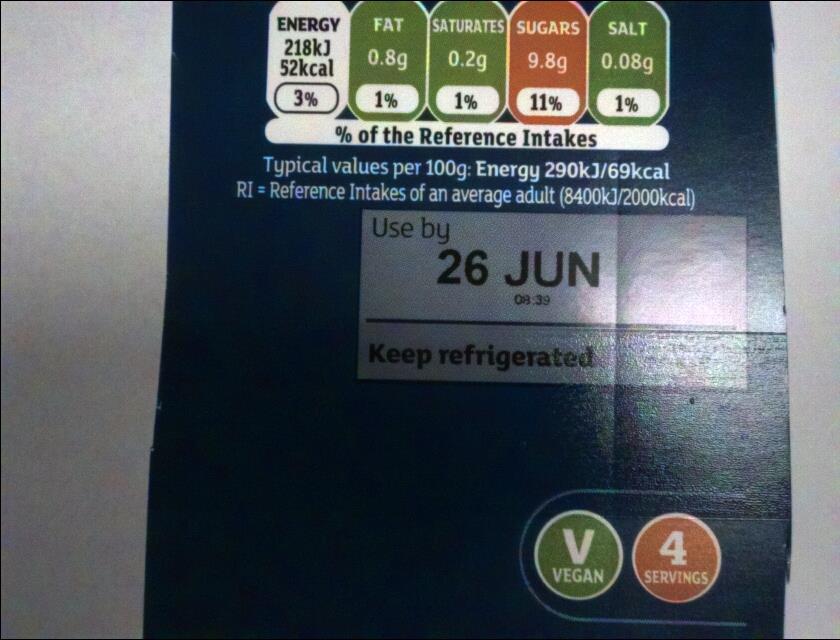 ENERGY FAT SATURATES SUGARS SALT
218kJ
52kcal 0.8g 0.2g 9.8g 0.08g
3% 1% 1% 11% 1%
% of the Reference Intakes
Typical values per 100g: Energy 290kJ/69kcal
RI = Reference Intakes of an average adult (8400kJ/2000kcal)
Use by
26 JUN
08:39
Keep refrigerated
V 4
VEGAN SERVINGS